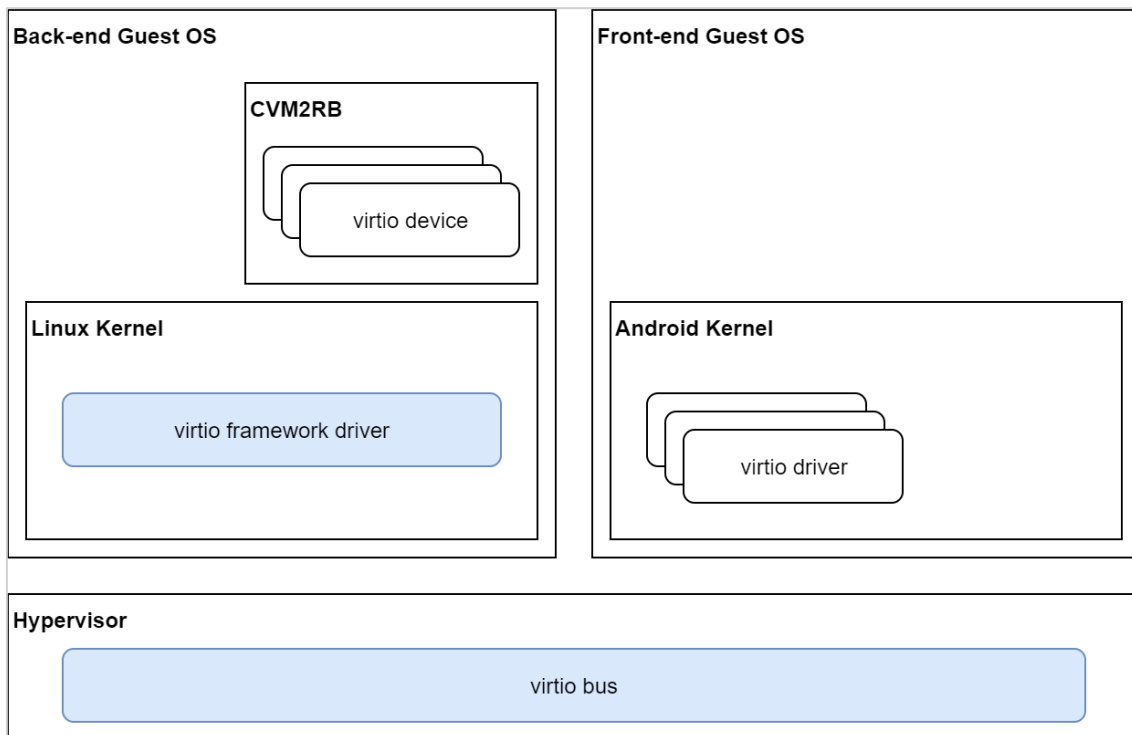 Back-end Guest OS
CVM2RB
virtio device
Linux Kernel
virtio framework driver
Front-end Guest OS
Android Kernel
virtio driver
Hypervisor
virtio bus